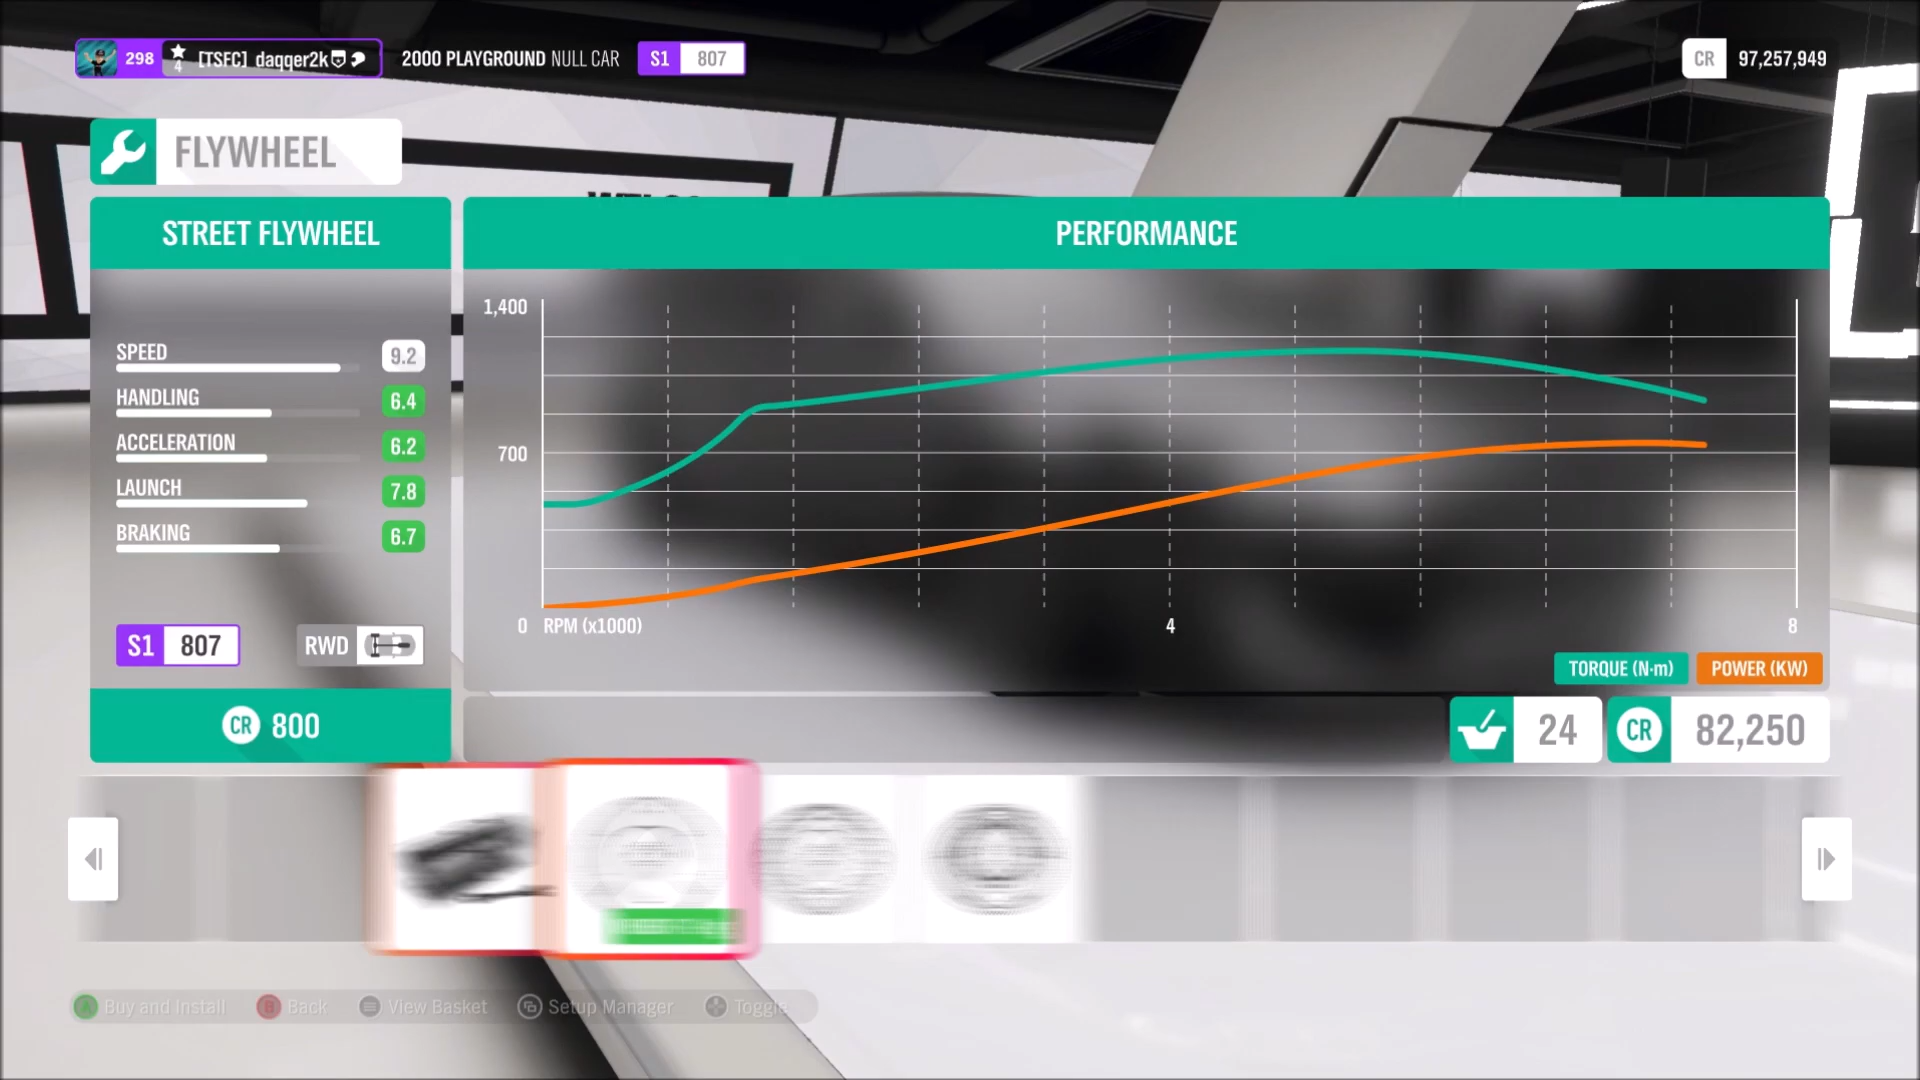 298 4 [TSFC] daqqer2k 2000 PLAYGROUND NULL CAR S1 807 CR 97,257,949
FLYWHEEL
STREET FLYWHEEL
PERFORMANCE
SPEED 9.2
HANDLING 6.4
ACCELERATION 6.2
LAUNCH 7.8
BRAKING 6.7
S1 807 RWD
CR 800
1,400
700
0 RPM (x1000) 4 8
TORQUE (N·m) POWER (KW)
24 CR 82,250
A Buy and Install B Back View Basket Setup Manager Toggle